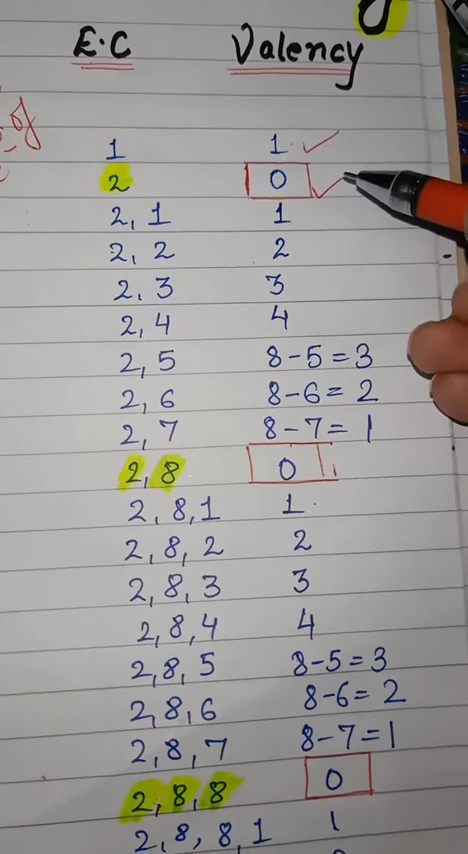 E.C Valency
of
1 1
2 0
2, 1 1
2, 2 2
2, 3 3
2, 4 4
2, 5 8-5=3
2, 6 8-6=2
2, 7 8-7=1
2, 8 0
2, 8, 1 1
2, 8, 2 2
2, 8, 3 3
2, 8, 4 4
2, 8, 5 8-5=3
2, 8, 6 8-6=2
2, 8, 7 8-7=1
2, 8, 8 0
2, 8, 8, 1 1